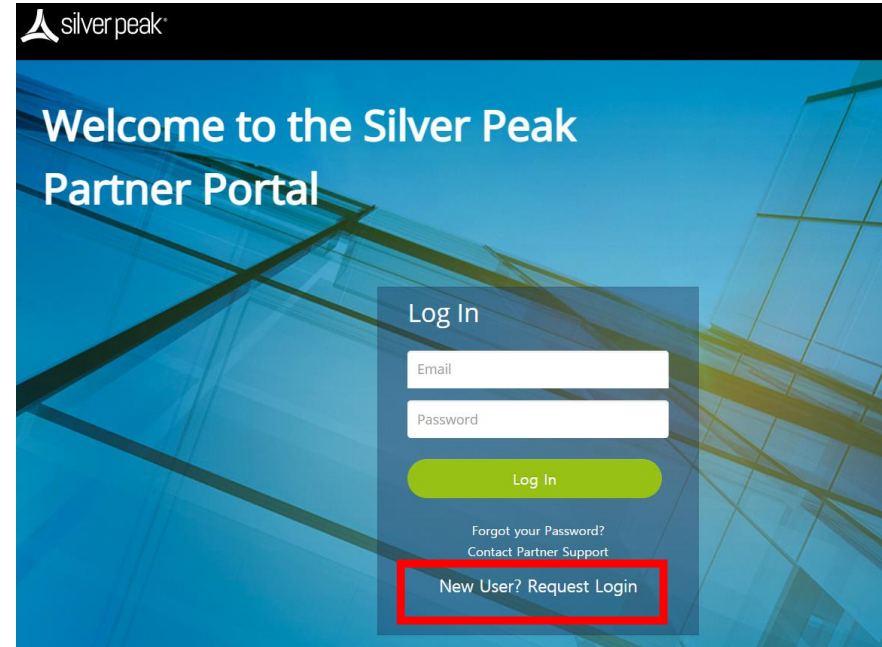 silver peak
Welcome to the Silver Peak
Partner Portal
Log In
Email
Password
Log In
Forgot your Password?
Contact Partner Support
New User? Request Login